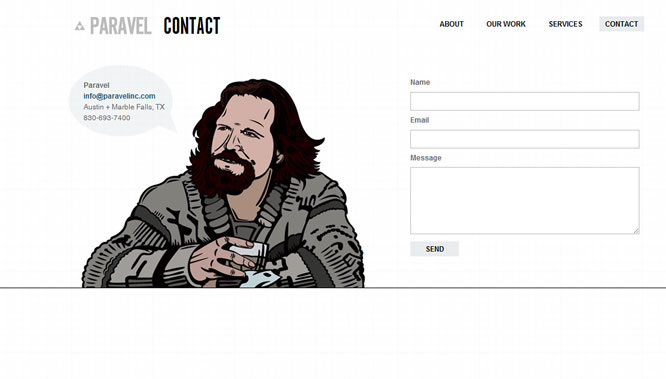 PARAVEL CONTACT
ABOUT OUR WORK SERVICES CONTACT
Paravel
info@paravelinc.com
Austin + Marble Falls, TX
830-693-7400
Name
Email
Message
SEND